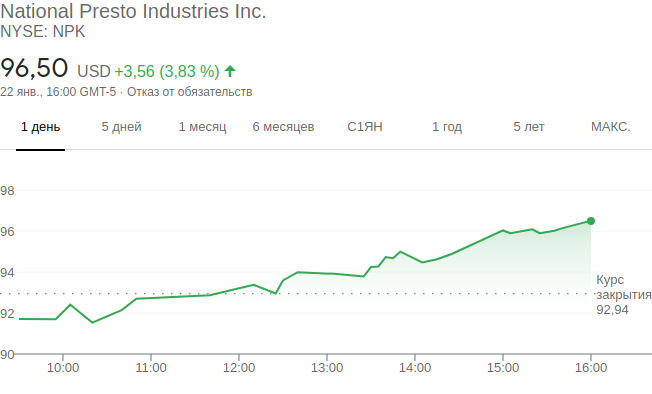 National Presto Industries Inc.
NYSE: NPK
96,50 USD +3,56 (3,83 %)
22 янв., 16:00 GMT-5 · Отказ от обязательств
1 день 5 дней 1 месяц 6 месяцев С1ЯН 1 год 5 лет МАКС.
98
96
94
Курс
закрытия
92,94
92
90
10:00 11:00 12:00 13:00 14:00 15:00 16:00